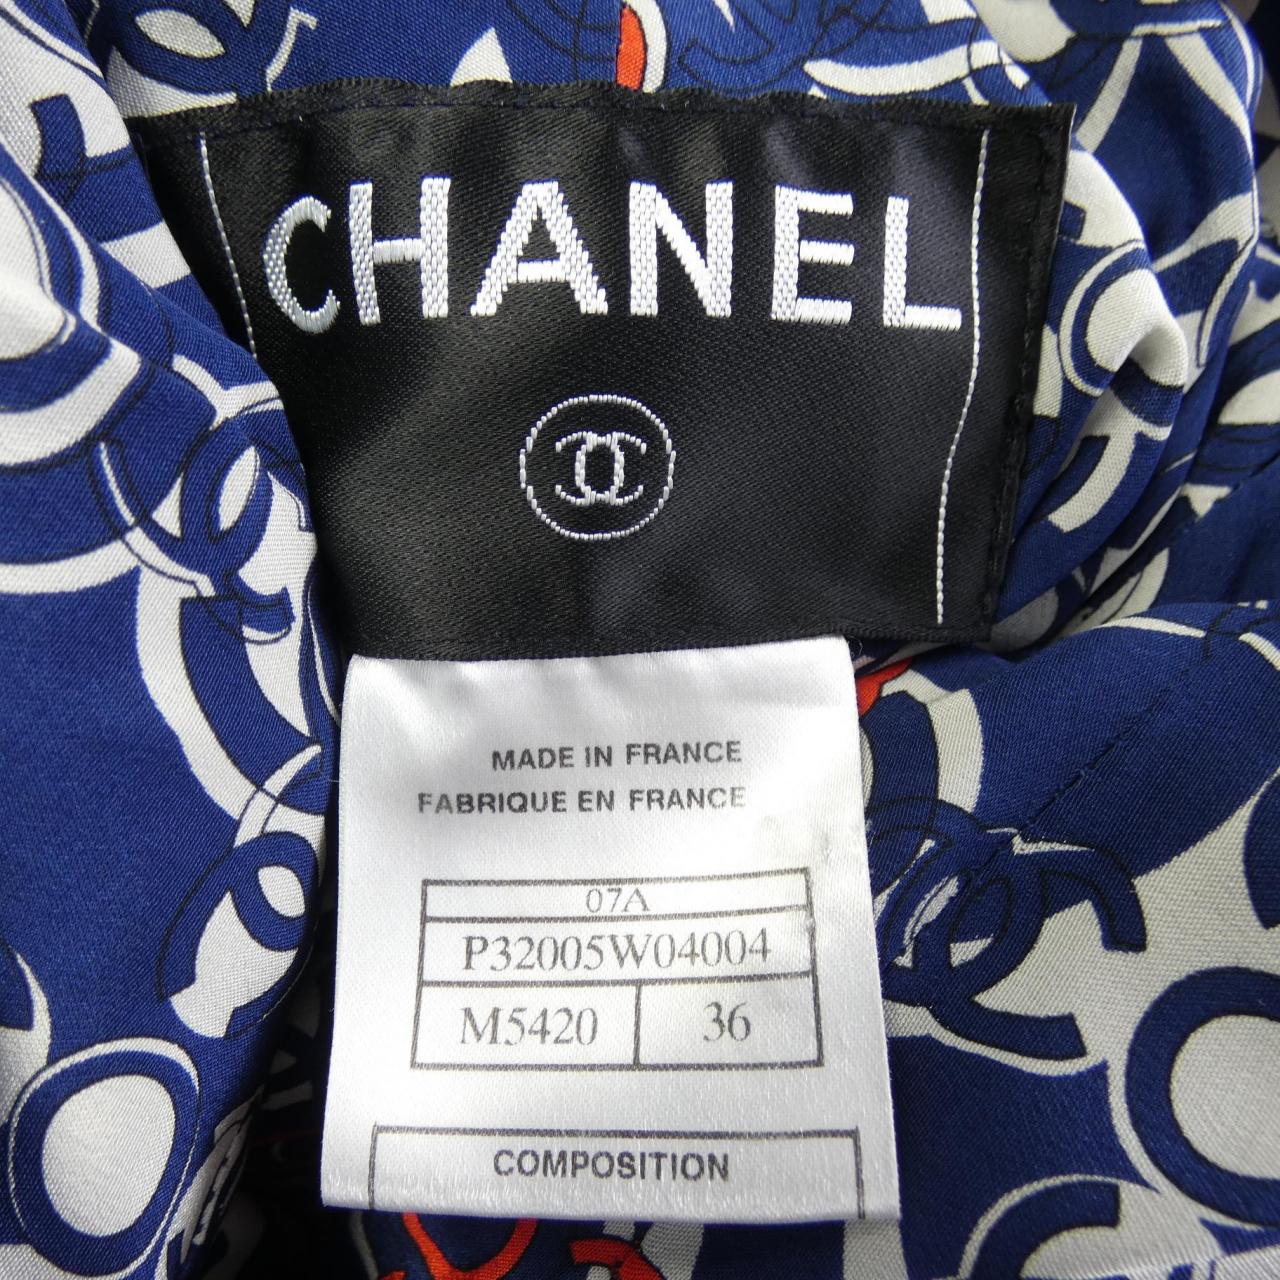 CHANEL
MADE IN FRANCE
FABRIQUE EN FRANCE
07A
P32005W04004
M5420 36
COMPOSITION